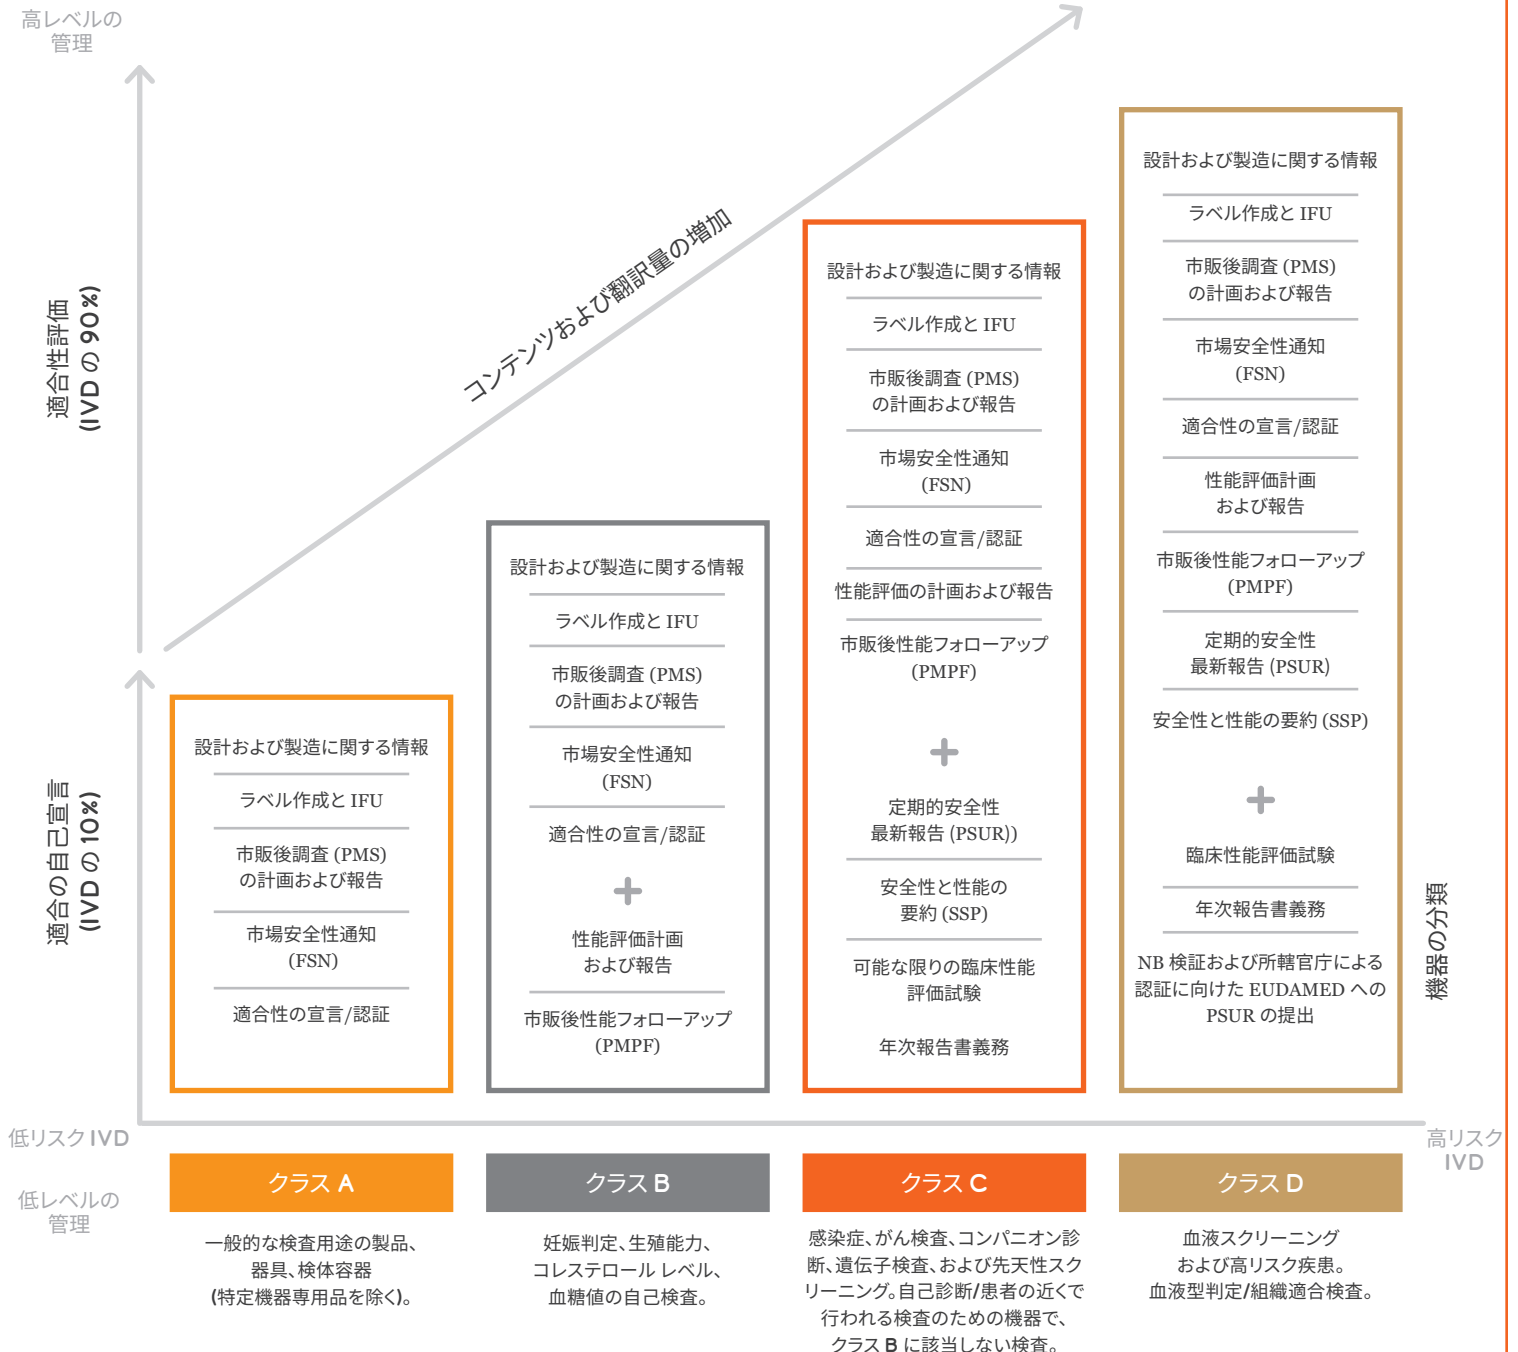 高レベルの
管理
適合性評価
(IVD の 90%)
適合の自己宣言
(IVD の 10%)
コンテンツおよび翻訳量の増加
設計および製造に関する情報
ラベル作成と IFU
市販後調査 (PMS)
の計画および報告
市場安全性通知
(FSN)
適合性の宣言/認証
設計および製造に関する情報
ラベル作成と IFU
市販後調査 (PMS)
の計画および報告
市場安全性通知
(FSN)
適合性の宣言/認証
+
性能評価計画
および報告
市販後性能フォローアップ
(PMPF)
設計および製造に関する情報
ラベル作成と IFU
市販後調査 (PMS)
の計画および報告
市場安全性通知
(FSN)
適合性の宣言/認証
性能評価の計画および報告
市販後性能フォローアップ
(PMPF)
+
定期的安全性
最新報告 (PSUR))
安全性と性能の
要約 (SSP)
可能な限りの臨床性能
評価試験
年次報告書義務
設計および製造に関する情報
ラベル作成と IFU
市販後調査 (PMS)
の計画および報告
市場安全性通知
(FSN)
適合性の宣言/認証
性能評価計画
および報告
市販後性能フォローアップ
(PMPF)
定期的安全性
最新報告 (PSUR)
安全性と性能の要約 (SSP)
+
臨床性能評価試験
年次報告書義務
NB 検証および所轄官庁による
認証に向けた EUDAMED への
PSUR の提出
機器の分類
低リスク IVD
高リスク
IVD
低レベルの
管理
クラス A
一般的な検査用途の製品、
器具、検体容器
(特定機器専用品を除く)。
クラス B
妊娠判定、生殖能力、
コレステロール レベル、
血糖値の自己検査。
クラス C
感染症、がん検査、コンパニオン診
断、遺伝子検査、および先天性スク
リーニング。自己診断/患者の近くで
行われる検査のための機器で、
クラス B に該当しない検査。
クラス D
血液スクリーニング
および高リスク疾患。
血液型判定/組織適合検査。